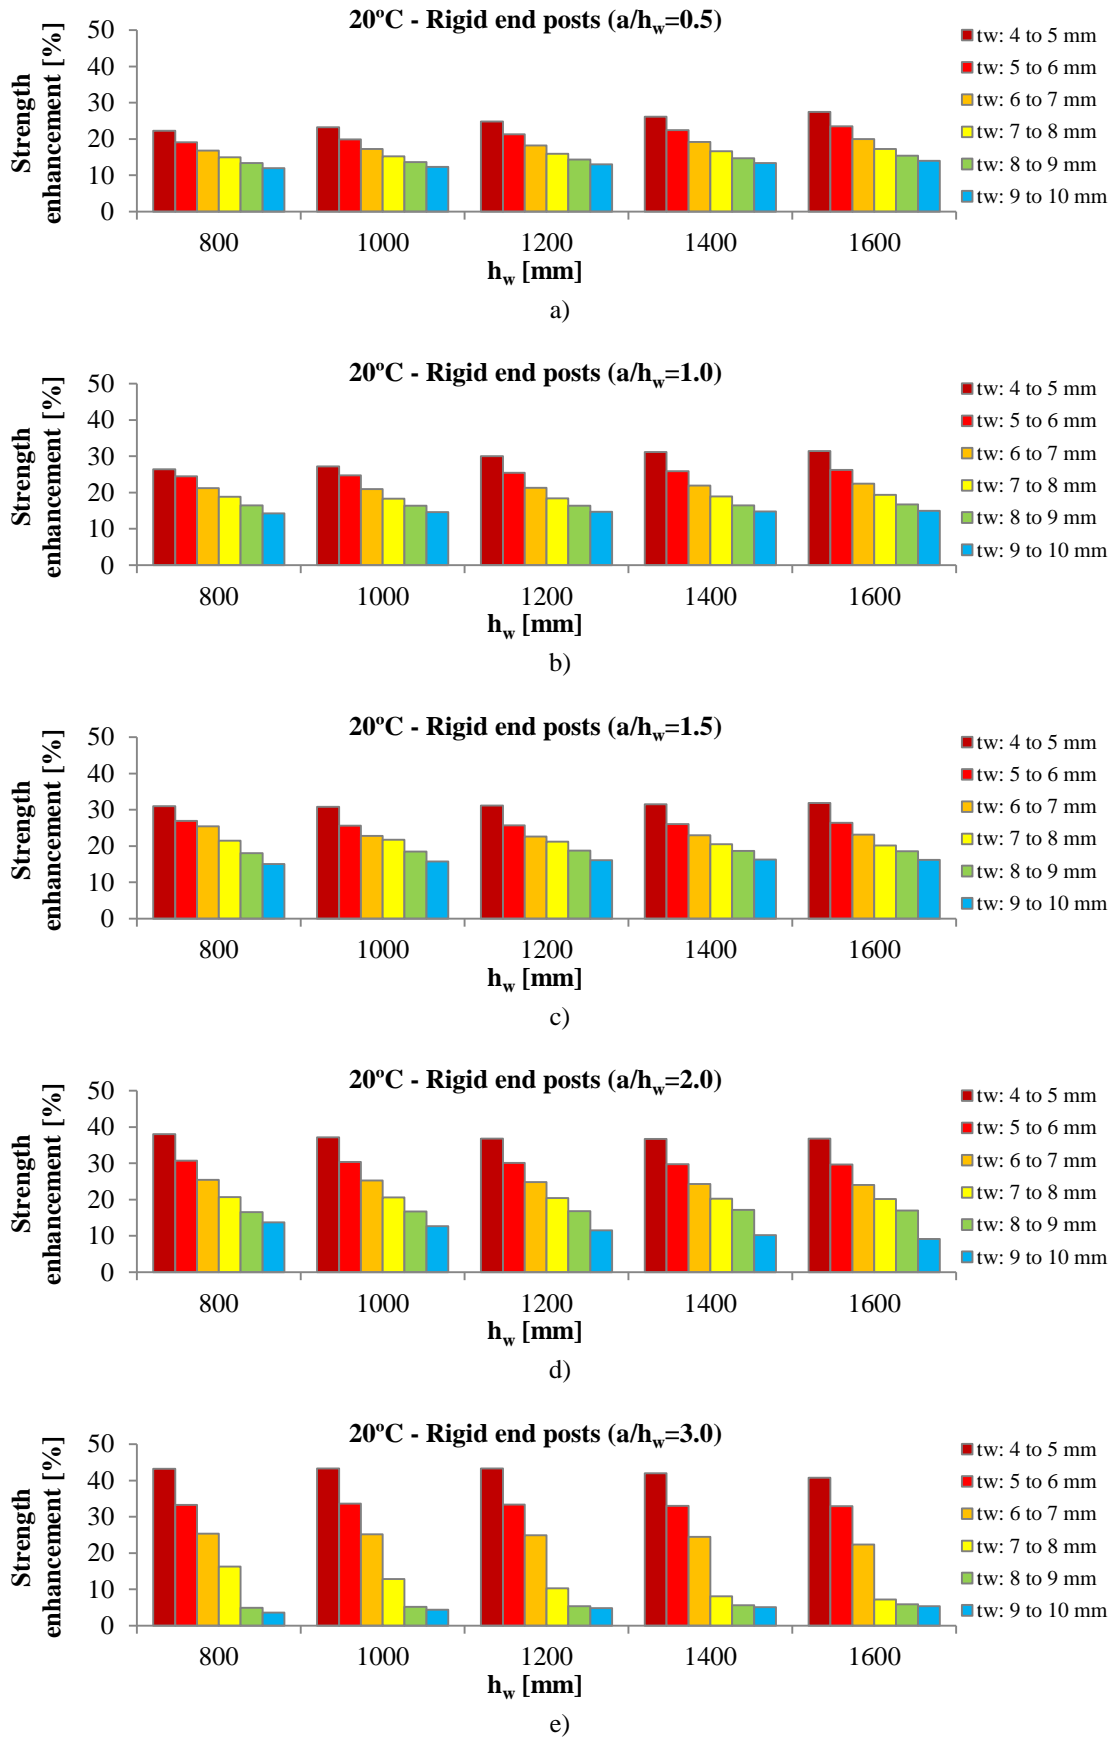 20ºC - Rigid end posts (a/hw=0.5)
Strength
enhancement [%]
50
40
30
20
10
0
800 1000 1200 1400 1600
hw [mm]
tw: 4 to 5 mm
tw: 5 to 6 mm
tw: 6 to 7 mm
tw: 7 to 8 mm
tw: 8 to 9 mm
tw: 9 to 10 mm
a)
20ºC - Rigid end posts (a/hw=1.0)
Strength
enhancement [%]
50
40
30
20
10
0
800 1000 1200 1400 1600
hw [mm]
tw: 4 to 5 mm
tw: 5 to 6 mm
tw: 6 to 7 mm
tw: 7 to 8 mm
tw: 8 to 9 mm
tw: 9 to 10 mm
b)
20ºC - Rigid end posts (a/hw=1.5)
Strength
enhancement [%]
50
40
30
20
10
0
800 1000 1200 1400 1600
hw [mm]
tw: 4 to 5 mm
tw: 5 to 6 mm
tw: 6 to 7 mm
tw: 7 to 8 mm
tw: 8 to 9 mm
tw: 9 to 10 mm
c)
20ºC - Rigid end posts (a/hw=2.0)
Strength
enhancement [%]
50
40
30
20
10
0
800 1000 1200 1400 1600
hw [mm]
tw: 4 to 5 mm
tw: 5 to 6 mm
tw: 6 to 7 mm
tw: 7 to 8 mm
tw: 8 to 9 mm
tw: 9 to 10 mm
d)
20ºC - Rigid end posts (a/hw=3.0)
Strength
enhancement [%]
50
40
30
20
10
0
800 1000 1200 1400 1600
hw [mm]
tw: 4 to 5 mm
tw: 5 to 6 mm
tw: 6 to 7 mm
tw: 7 to 8 mm
tw: 8 to 9 mm
tw: 9 to 10 mm
e)